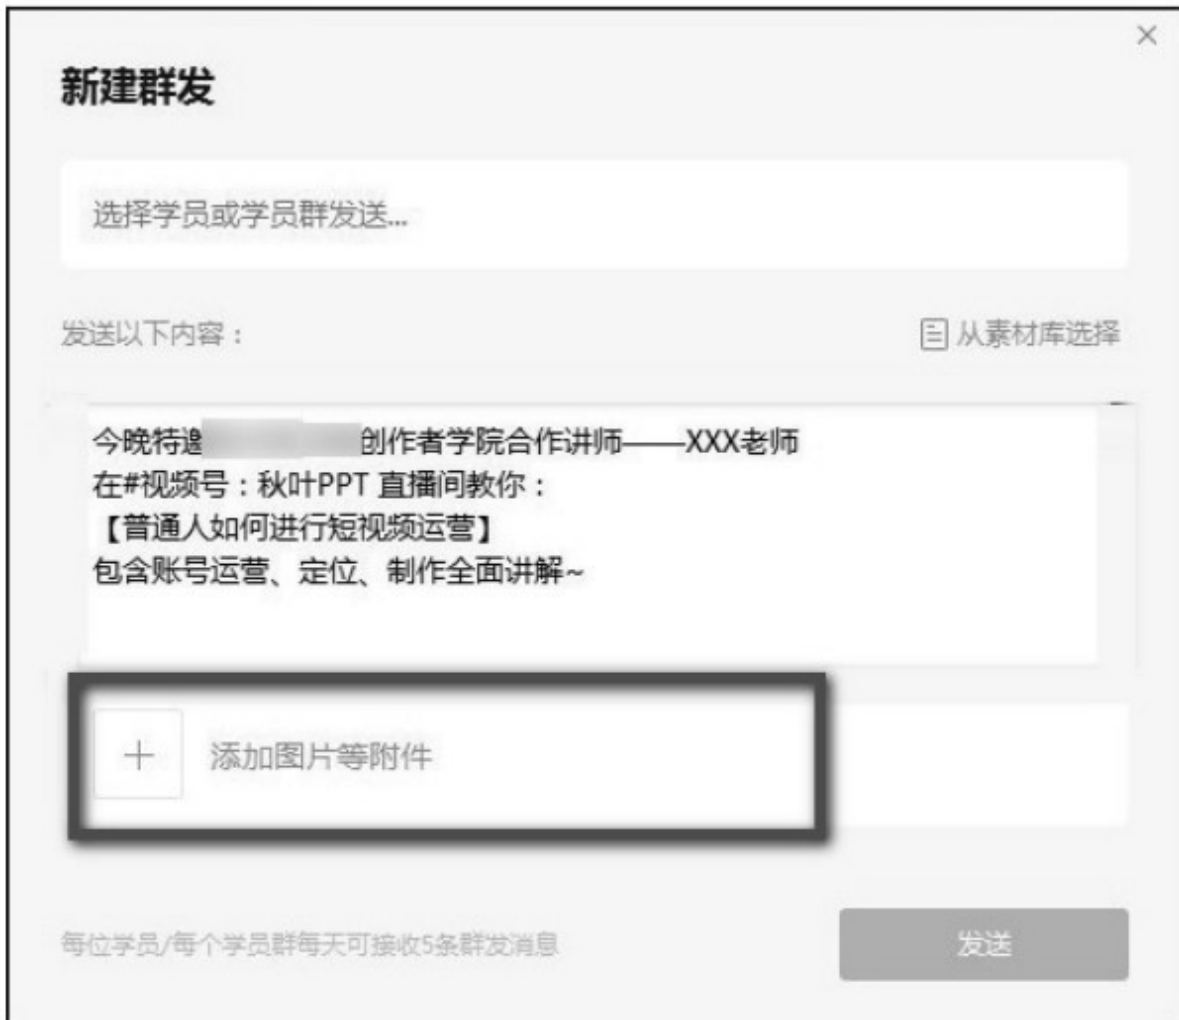 新建群发
选择学员或学员群发送...
发送以下内容：
从素材库选择
今晚特邀 创作者学院合作讲师——XXX老师
在#视频号：秋叶PPT 直播间教你：
【普通人如何进行短视频运营】
包含账号运营、定位、制作全面讲解~
添加图片等附件
每位学员/每个学员群每天可接收5条群发消息
发送